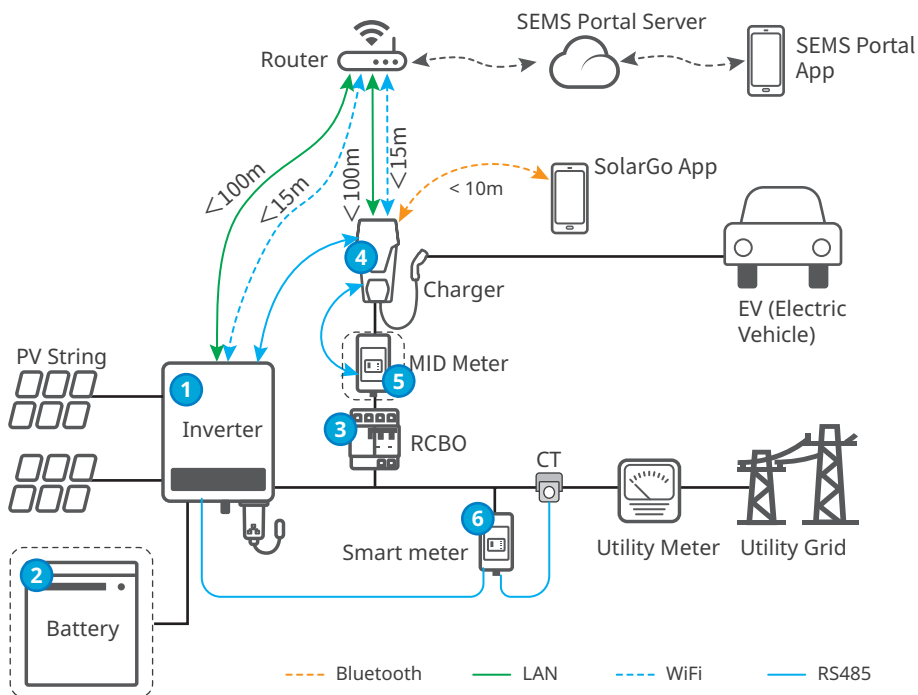 SEMS Portal Server
SEMS Portal
App
Router
<100m
<15m
<100m
<15m
< 10m
SolarGo App
4
Charger
EV (Electric
Vehicle)
PV String
MID Meter
1
5
3
Inverter
RCBO
CT
6
Smart meter
Utility Meter
Utility Grid
2
Battery
Bluetooth
LAN
WiFi
RS485